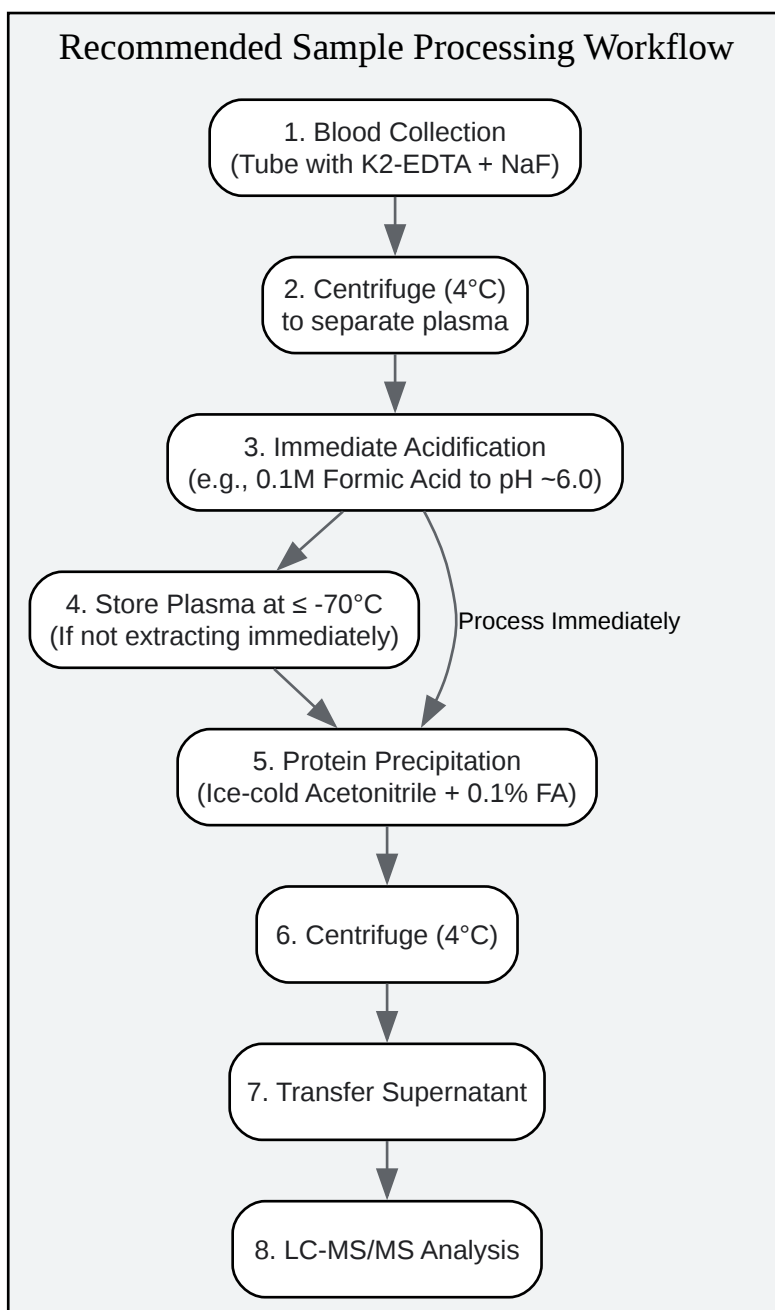 Recommended Sample Processing Workflow
1. Blood Collection
(Tube with K2-EDTA + NaF)
2. Centrifuge (4°C)
to separate plasma
3. Immediate Acidification
(e.g., 0.1M Formic Acid to pH ~6.0)
4. Store Plasma at ≤ -70°C
(If not extracting immediately)
Process Immediately
5. Protein Precipitation
(Ice-cold Acetonitrile + 0.1% FA)
6. Centrifuge (4°C)
7. Transfer Supernatant
8. LC-MS/MS Analysis